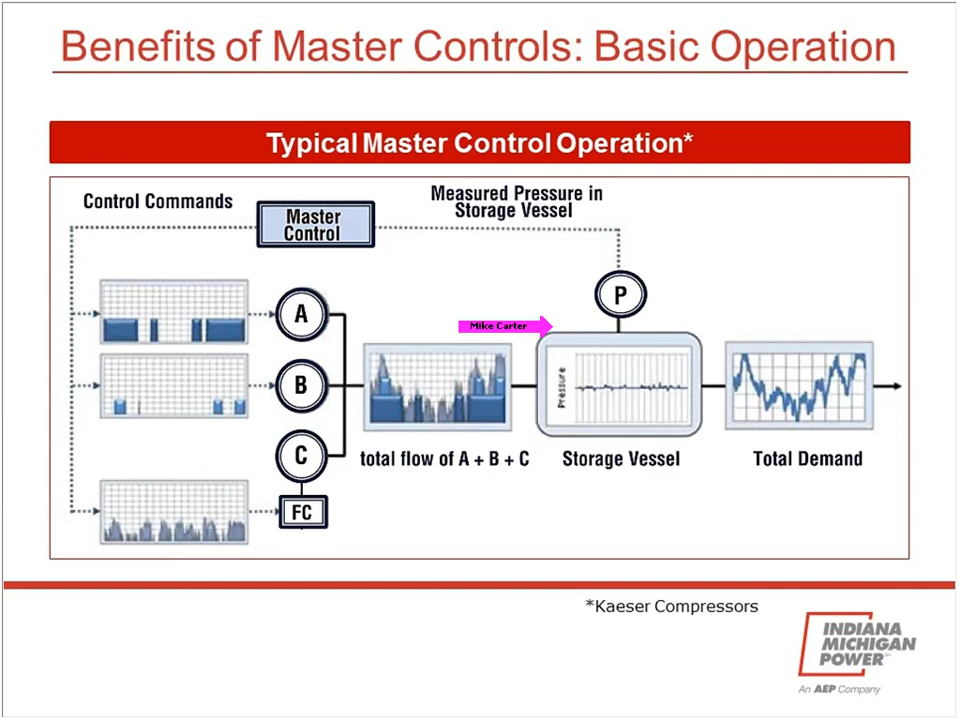 Benefits of Master Controls: Basic Operation
Typical Master Control Operation*
Control Commands
Master
Control
Measured Pressure in
Storage Vessel
A
P
Mike Carter
B
Pressure
C
total flow of A + B + C
Storage Vessel
Total Demand
FC
*Kaeser Compressors
INDIANA
MICHIGAN
POWER
An AEP Company